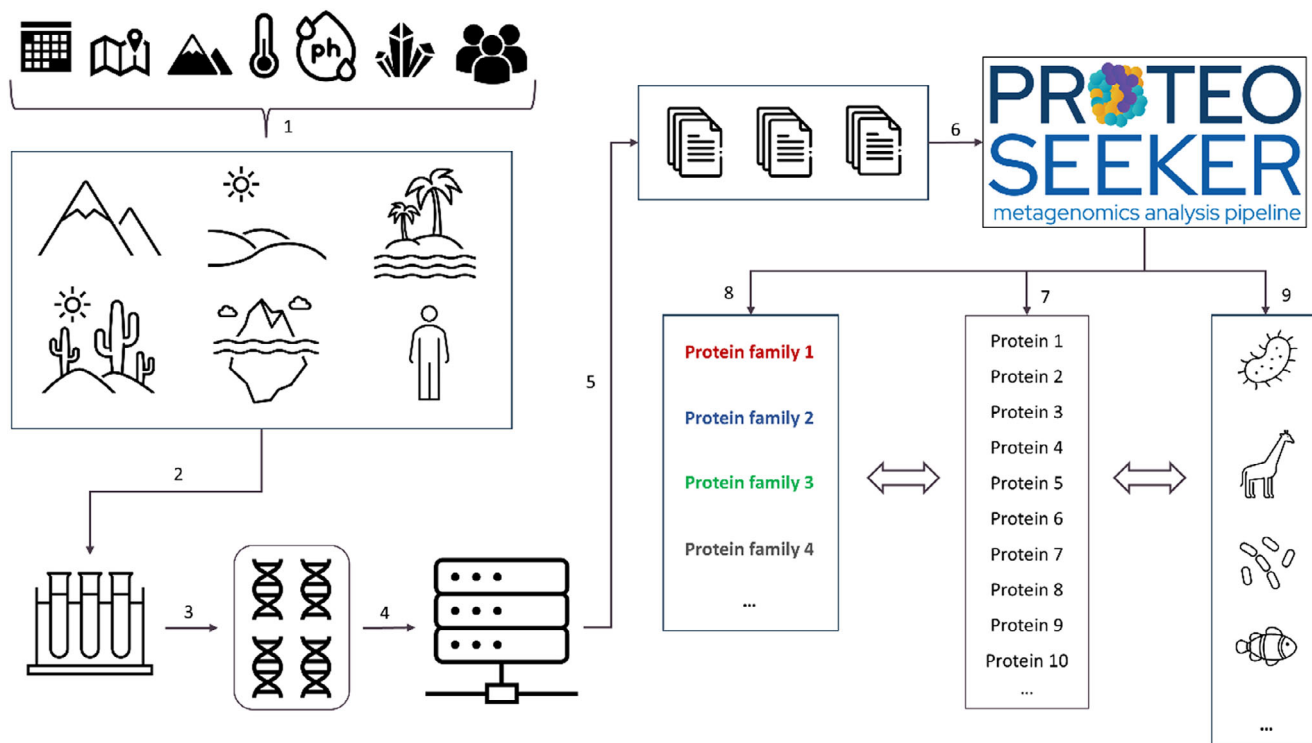 ph
1
2
3
4
5
6
PROTEO
SEEKER
metagenomics analysis pipeline
8
7
9
Protein family 1
Protein family 2
Protein family 3
Protein family 4
...
Protein 1
Protein 2
Protein 3
Protein 4
Protein 5
Protein 6
Protein 7
Protein 8
Protein 9
Protein 10
...
...